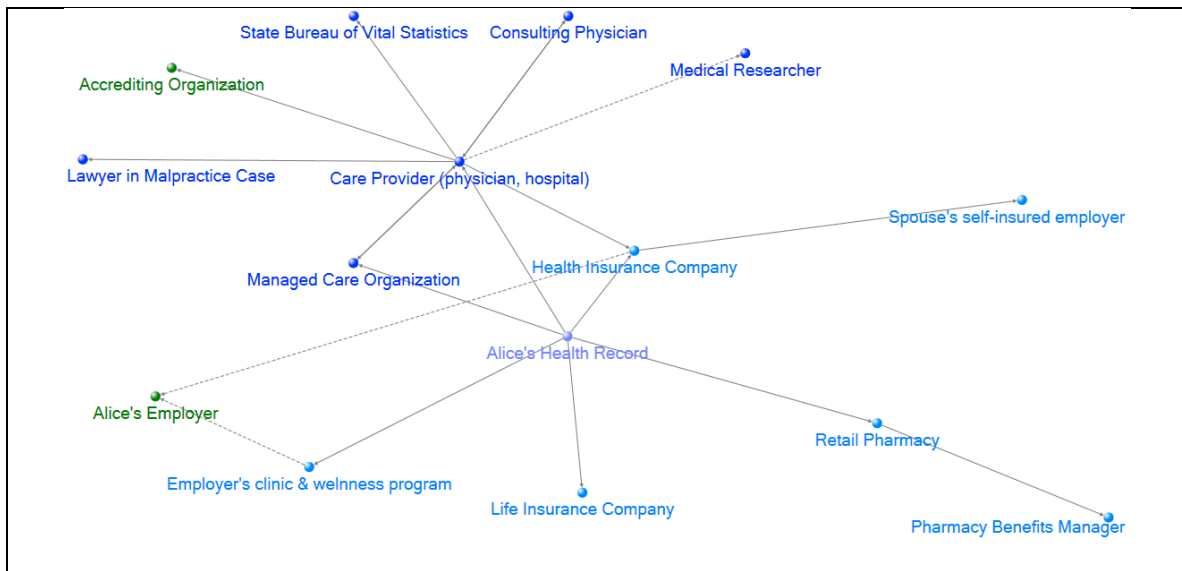 State Bureau of Vital Statistics
Consulting Physician
Medical Researcher
Accrediting Organization
Lawyer in Malpractice Case
Care Provider (physician, hospital)
Spouse's self-insured employer
Health Insurance Company
Managed Care Organization
Alice's Health Record
Alice's Employer
Retail Pharmacy
Employer's clinic & welnness program
Life Insurance Company
Pharmacy Benefits Manager